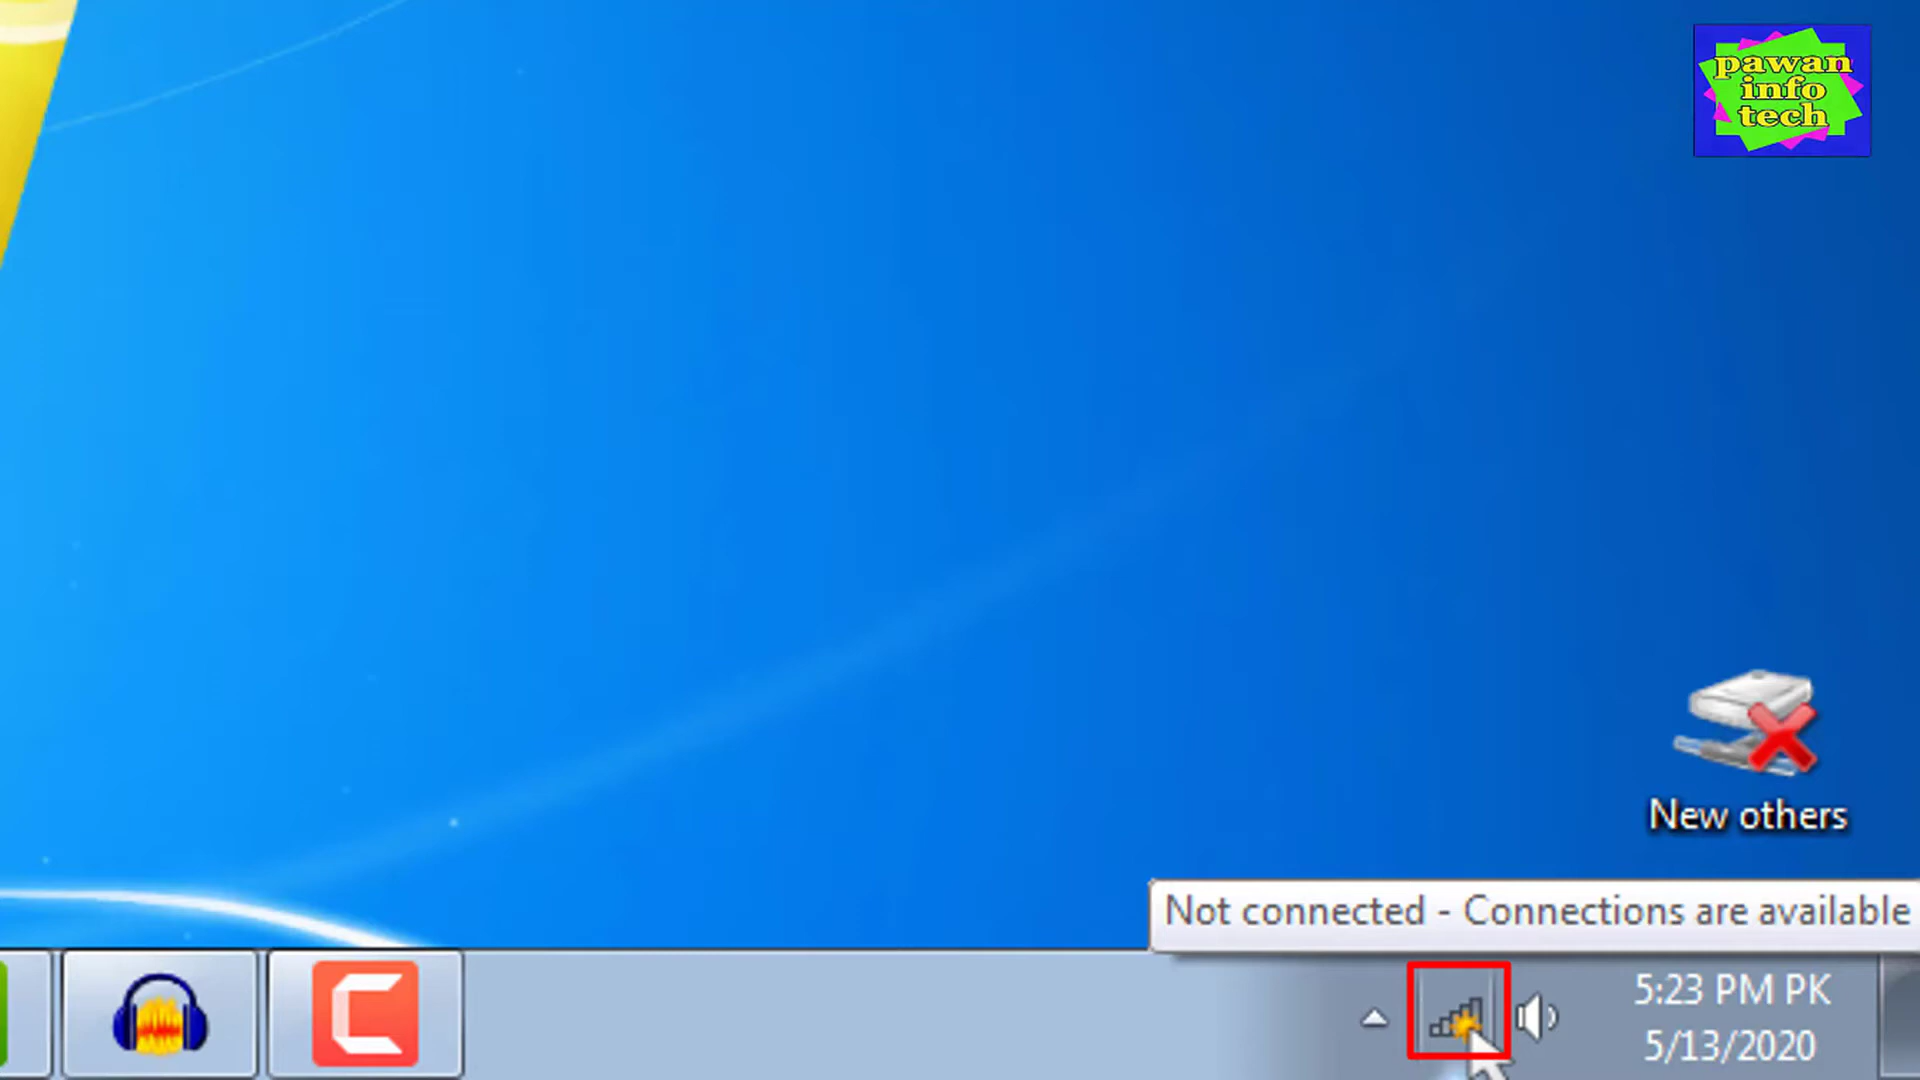 pawan
info
tech
New others
Not connected - Connections are available
5:23 PM PK
5/13/2020